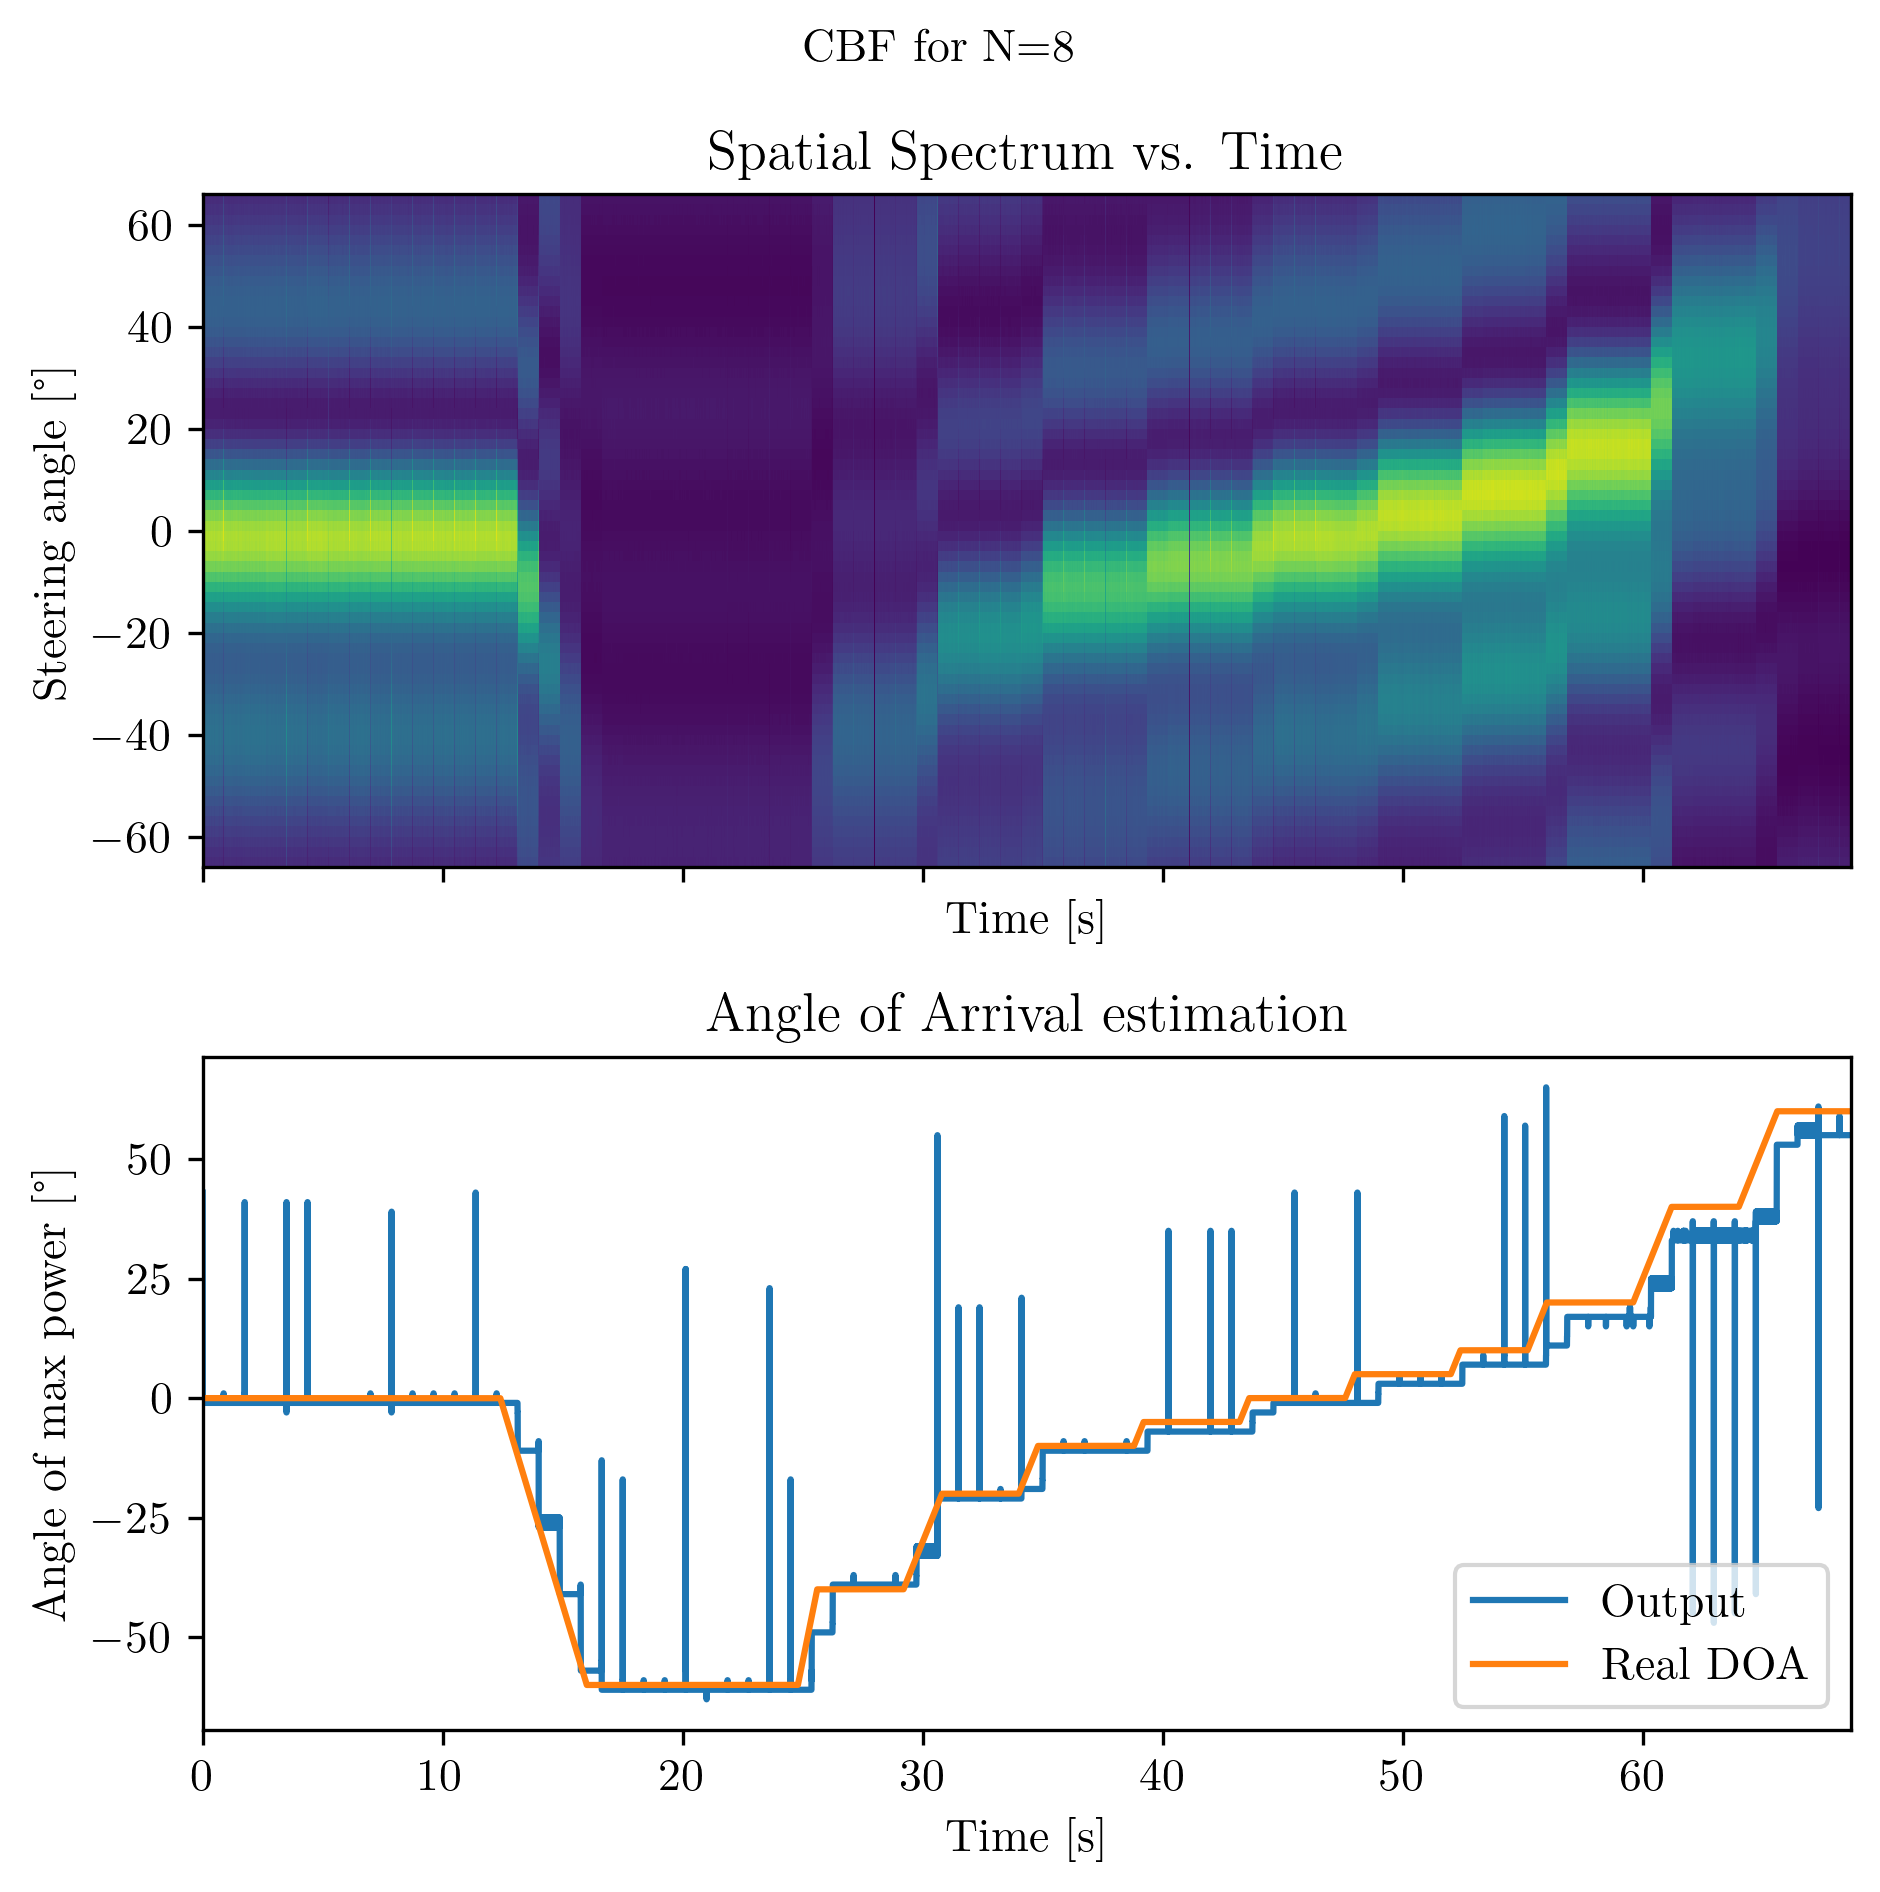 CBF for N=8
Spatial Spectrum vs. Time
60
40
20
0
−20
−40
−60
Steering angle [°]
Time [s]
Angle of Arrival estimation
50
25
0
−25
−50
Angle of max power [°]
Output
Real DOA
0 10 20 30 40 50 60
Time [s]